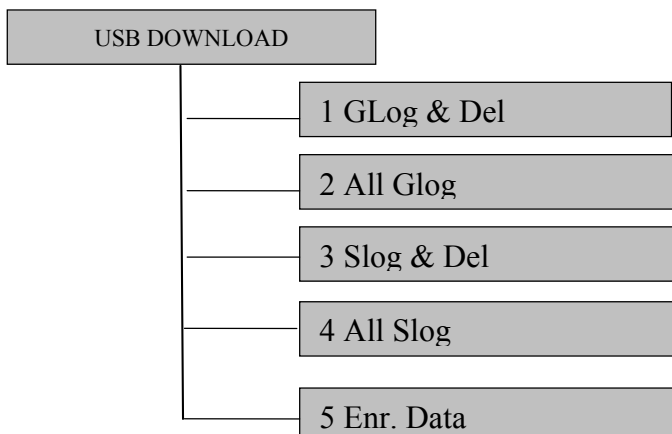 USB DOWNLOAD
1 GLog & Del
2 All Glog
3 Slog & Del
4 All Slog
5 Enr. Data